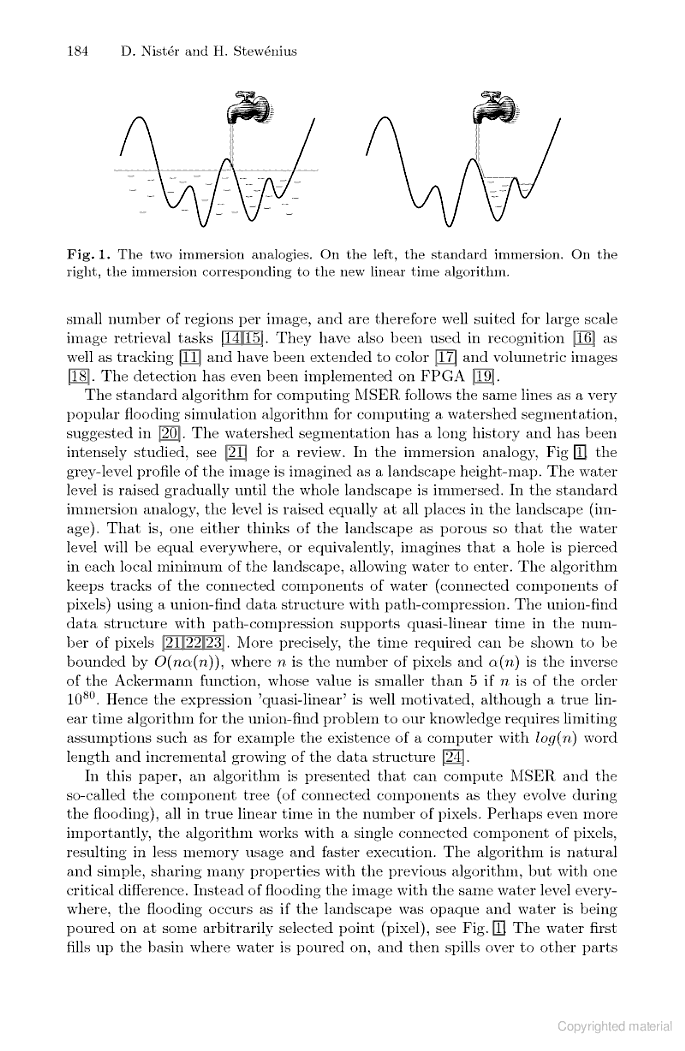 184 D. Nistér and H. Stewénius
Fig. 1. The two immersion analogies. On the left, the standard immersion. On the
right, the immersion corresponding to the new linear time algorithm.
small number of regions per image, and are therefore well suited for large scale
image retrieval tasks [14][15]. They have also been used in recognition [16] as
well as tracking [11] and have been extended to color [17] and volumetric images
[18]. The detection has even been implemented on FPGA [19].
The standard algorithm for computing MSER follows the same lines as a very
popular flooding simulation algorithm for computing a watershed segmentation,
suggested in [20]. The watershed segmentation has a long history and has been
intensely studied, see [21] for a review. In the immersion analogy, Fig 1, the
grey-level profile of the image is imagined as a landscape height-map. The water
level is raised gradually until the whole landscape is immersed. In the standard
immersion analogy, the level is raised equally at all places in the landscape (im-
age). That is, one either thinks of the landscape as porous so that the water
level will be equal everywhere, or equivalently, imagines that a hole is pierced
in each local minimum of the landscape, allowing water to enter. The algorithm
keeps tracks of the connected components of water (connected components of
pixels) using a union-find data structure with path-compression. The union-find
data structure with path-compression supports quasi-linear time in the num-
ber of pixels [21][22][23]. More precisely, the time required can be shown to be
bounded by O(nα(n)), where n is the number of pixels and α(n) is the inverse
of the Ackermann function, whose value is smaller than 5 if n is of the order
10⁸⁰. Hence the expression 'quasi-linear' is well motivated, although a true lin-
ear time algorithm for the union-find problem to our knowledge requires limiting
assumptions such as for example the existence of a computer with log(n) word
length and incremental growing of the data structure [24].
In this paper, an algorithm is presented that can compute MSER and the
so-called the component tree (of connected components as they evolve during
the flooding), all in true linear time in the number of pixels. Perhaps even more
importantly, the algorithm works with a single connected component of pixels,
resulting in less memory usage and faster execution. The algorithm is natural
and simple, sharing many properties with the previous algorithm, but with one
critical difference. Instead of flooding the image with the same water level every-
where, the flooding occurs as if the landscape was opaque and water is being
poured on at some arbitrarily selected point (pixel), see Fig. 1. The water first
fills up the basin where water is poured on, and then spills over to other parts
Copyrighted material